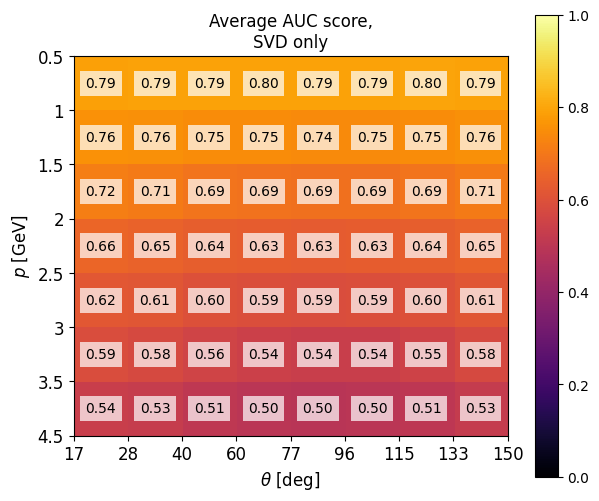 Average AUC score,
SVD only
0.5
0.79 0.79 0.79 0.80 0.79 0.79 0.80 0.79
1
0.76 0.76 0.75 0.75 0.74 0.75 0.75 0.76
1.5
0.72 0.71 0.69 0.69 0.69 0.69 0.69 0.71
2
0.66 0.65 0.64 0.63 0.63 0.63 0.64 0.65
2.5
0.62 0.61 0.60 0.59 0.59 0.59 0.60 0.61
3
0.59 0.58 0.56 0.54 0.54 0.54 0.55 0.58
3.5
0.54 0.53 0.51 0.50 0.50 0.50 0.51 0.53
4.5
p [GeV]
17 28 40 60 77 96 115 133 150
θ [deg]
1.0
0.8
0.6
0.4
0.2
0.0